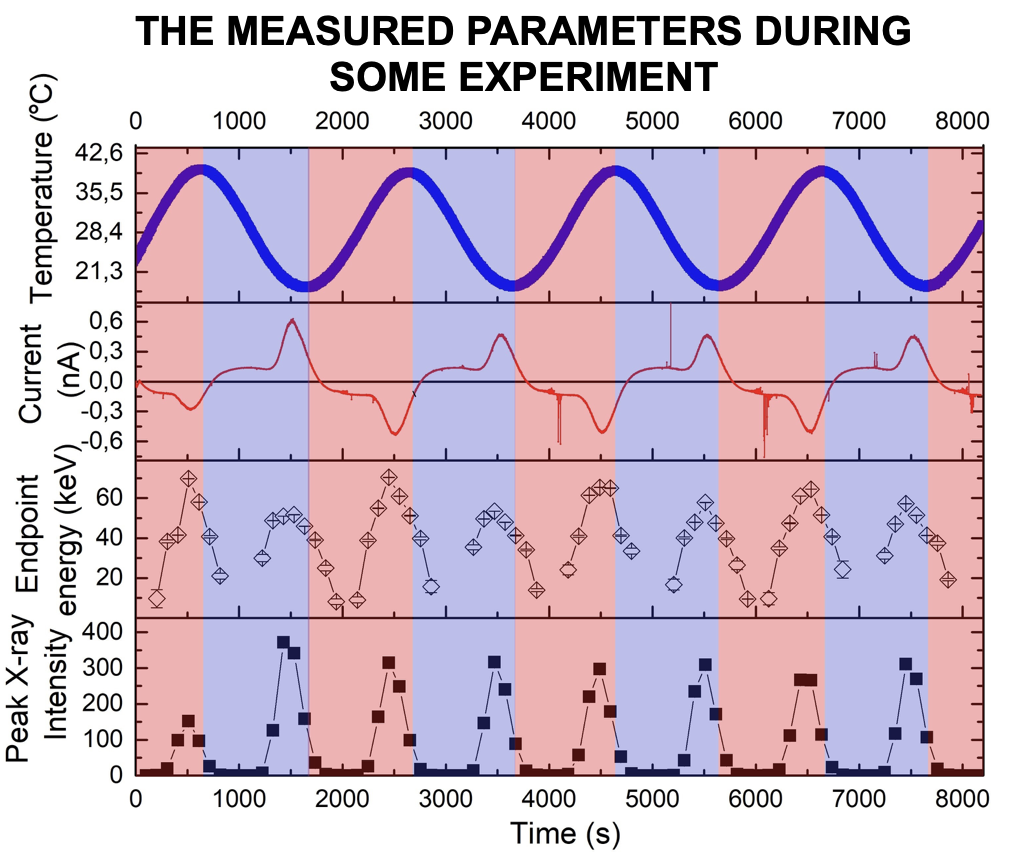 THE MEASURED PARAMETERS DURING
SOME EXPERIMENT
0 1000 2000 3000 4000 5000 6000 7000 8000
Temperature (°C)
42,6
35,5
28,4
21,3
Current
(nA)
0,6
0,3
0,0
-0,3
-0,6
Endpoint
energy (keV)
60
40
20
Peak X-ray
Intensity
400
300
200
100
0
0 1000 2000 3000 4000 5000 6000 7000 8000
Time (s)